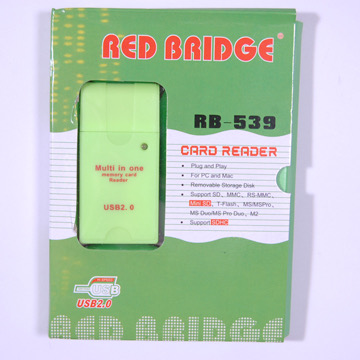 RED BRIDGE®
RB-539
CARD READER
Plug and Play
For PC and Mac
Removable Storage Disk
Support SD、MMC、RS-MMC、
Mini SD、T-Flash、MS/MSPro、
MS Duo/MS Pro Duo、M2
Support SDHC
Multi in one
memory card
Reader
USB2.0
USB
USB2.0
RED BRIDGE